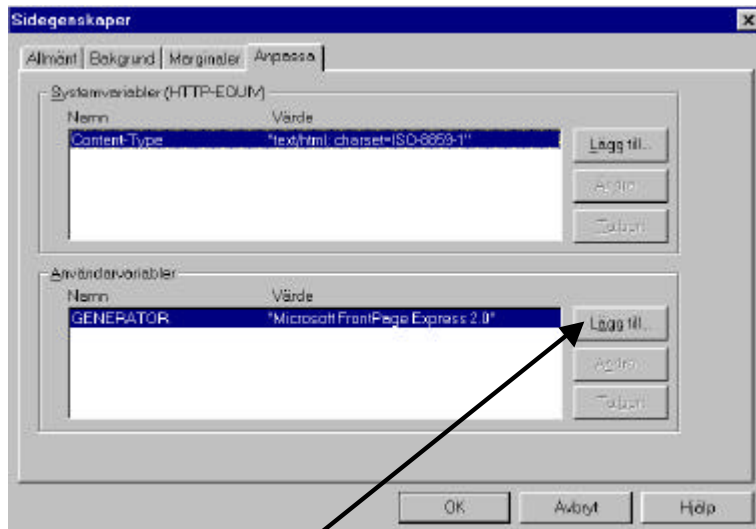 Sidegenskaper
Allmänt Bakgrund Marginaler Anpassa
Systemvariabler (HTTP-EQUIV)
Namn Värde
Content-Type "text/html; charset=ISO-8859-1"
Lägg till...
Ändra...
Ta bort
Användarvariabler
Namn Värde
GENERATOR "Microsoft FrontPage Express 2.0"
Lägg till...
Ändra...
Ta bort
OK Avbryt Hjälp